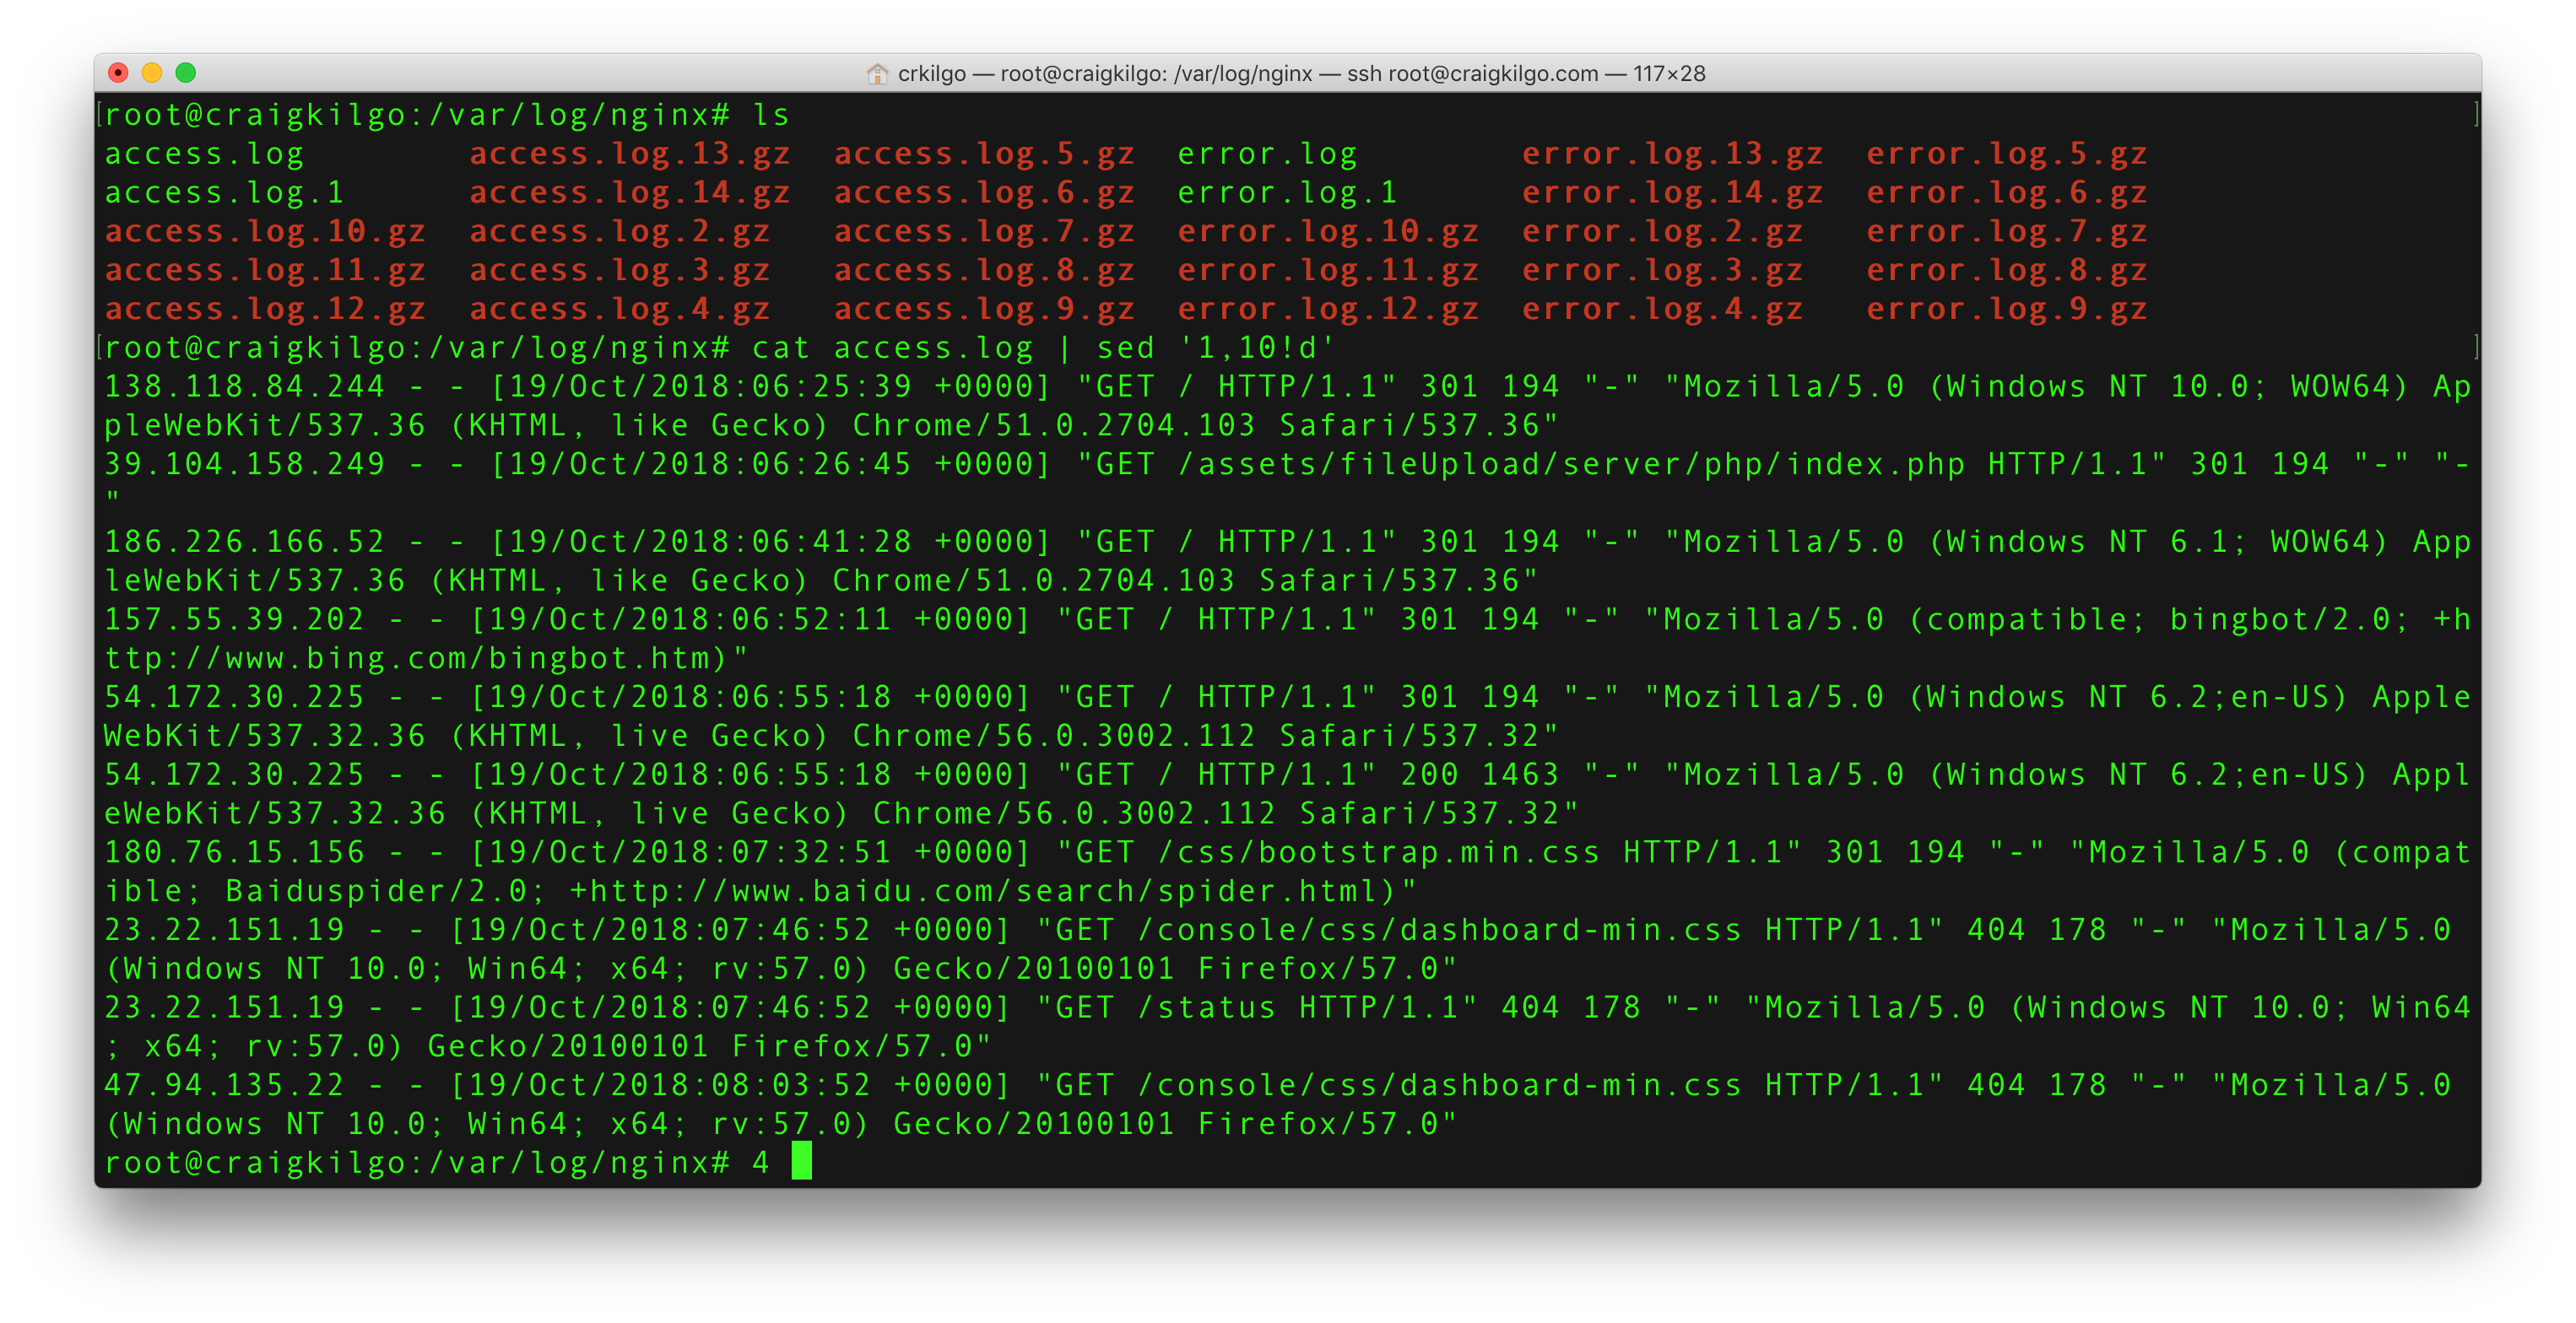 crkilgo — root@craigkilgo: /var/log/nginx — ssh root@craigkilgo.com — 117×28
[root@craigkilgo:/var/log/nginx# ls ]
access.log access.log.13.gz access.log.5.gz error.log error.log.13.gz error.log.5.gz
access.log.1 access.log.14.gz access.log.6.gz error.log.1 error.log.14.gz error.log.6.gz
access.log.10.gz access.log.2.gz access.log.7.gz error.log.10.gz error.log.2.gz error.log.7.gz
access.log.11.gz access.log.3.gz access.log.8.gz error.log.11.gz error.log.3.gz error.log.8.gz
access.log.12.gz access.log.4.gz access.log.9.gz error.log.12.gz error.log.4.gz error.log.9.gz
[root@craigkilgo:/var/log/nginx# cat access.log | sed '1,10!d' ]
138.118.84.244 - - [19/Oct/2018:06:25:39 +0000] "GET / HTTP/1.1" 301 194 "-" "Mozilla/5.0 (Windows NT 10.0; WOW64) Ap
pleWebKit/537.36 (KHTML, like Gecko) Chrome/51.0.2704.103 Safari/537.36"
39.104.158.249 - - [19/Oct/2018:06:26:45 +0000] "GET /assets/fileUpload/server/php/index.php HTTP/1.1" 301 194 "-" "-
"
186.226.166.52 - - [19/Oct/2018:06:41:28 +0000] "GET / HTTP/1.1" 301 194 "-" "Mozilla/5.0 (Windows NT 6.1; WOW64) App
leWebKit/537.36 (KHTML, like Gecko) Chrome/51.0.2704.103 Safari/537.36"
157.55.39.202 - - [19/Oct/2018:06:52:11 +0000] "GET / HTTP/1.1" 301 194 "-" "Mozilla/5.0 (compatible; bingbot/2.0; +h
ttp://www.bing.com/bingbot.htm)"
54.172.30.225 - - [19/Oct/2018:06:55:18 +0000] "GET / HTTP/1.1" 301 194 "-" "Mozilla/5.0 (Windows NT 6.2;en-US) Apple
WebKit/537.32.36 (KHTML, live Gecko) Chrome/56.0.3002.112 Safari/537.32"
54.172.30.225 - - [19/Oct/2018:06:55:18 +0000] "GET / HTTP/1.1" 200 1463 "-" "Mozilla/5.0 (Windows NT 6.2;en-US) Appl
eWebKit/537.32.36 (KHTML, live Gecko) Chrome/56.0.3002.112 Safari/537.32"
180.76.15.156 - - [19/Oct/2018:07:32:51 +0000] "GET /css/bootstrap.min.css HTTP/1.1" 301 194 "-" "Mozilla/5.0 (compat
ible; Baiduspider/2.0; +http://www.baidu.com/search/spider.html)"
23.22.151.19 - - [19/Oct/2018:07:46:52 +0000] "GET /console/css/dashboard-min.css HTTP/1.1" 404 178 "-" "Mozilla/5.0
(Windows NT 10.0; Win64; x64; rv:57.0) Gecko/20100101 Firefox/57.0"
23.22.151.19 - - [19/Oct/2018:07:46:52 +0000] "GET /status HTTP/1.1" 404 178 "-" "Mozilla/5.0 (Windows NT 10.0; Win64
; x64; rv:57.0) Gecko/20100101 Firefox/57.0"
47.94.135.22 - - [19/Oct/2018:08:03:52 +0000] "GET /console/css/dashboard-min.css HTTP/1.1" 404 178 "-" "Mozilla/5.0
(Windows NT 10.0; Win64; x64; rv:57.0) Gecko/20100101 Firefox/57.0"
root@craigkilgo:/var/log/nginx# 4